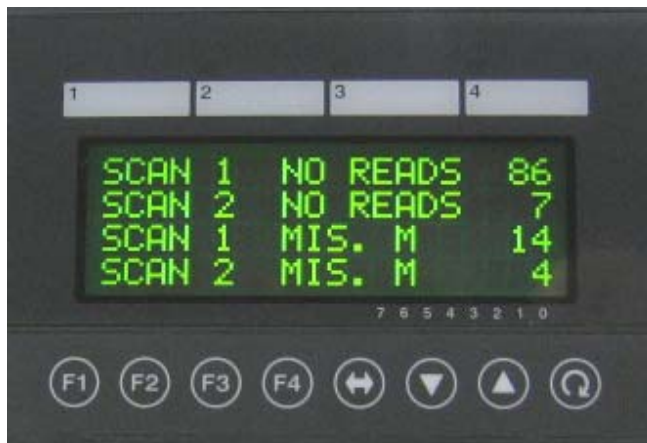 1 2 3 4
SCAN 1 NO READS 86
SCAN 2 NO READS 7
SCAN 1 MIS. M 14
SCAN 2 MIS. M 4
7 6 5 4 3 2 1 0
F1 F2 F3 F4